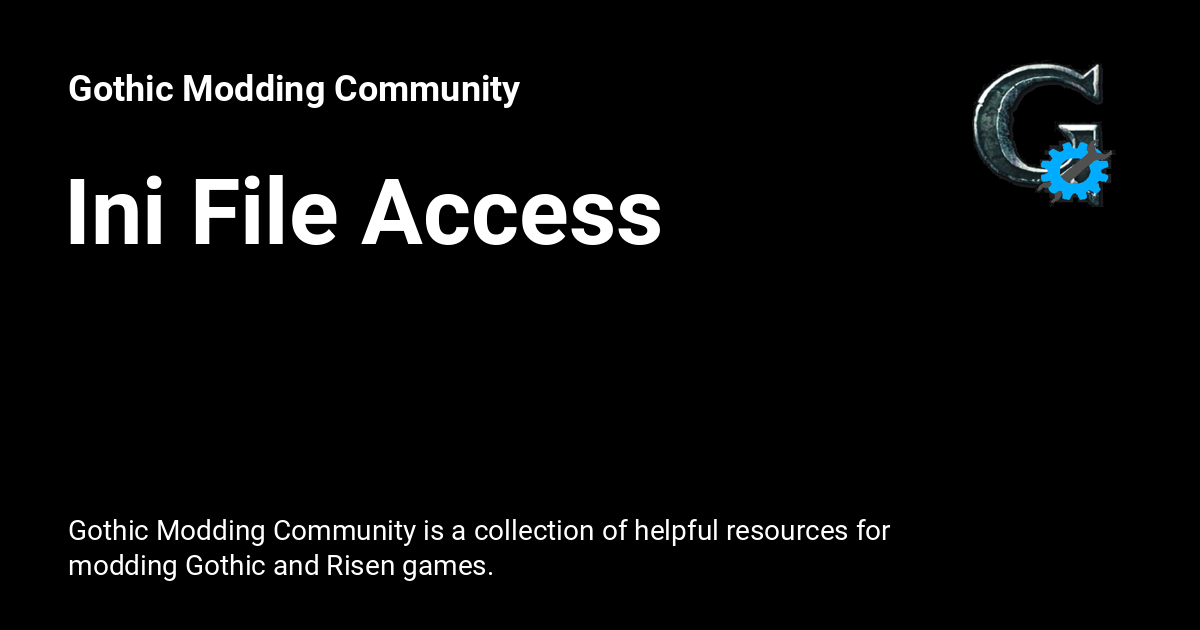 Gothic Modding Community
Ini File Access
G
Gothic Modding Community is a collection of helpful resources for
modding Gothic and Risen games.